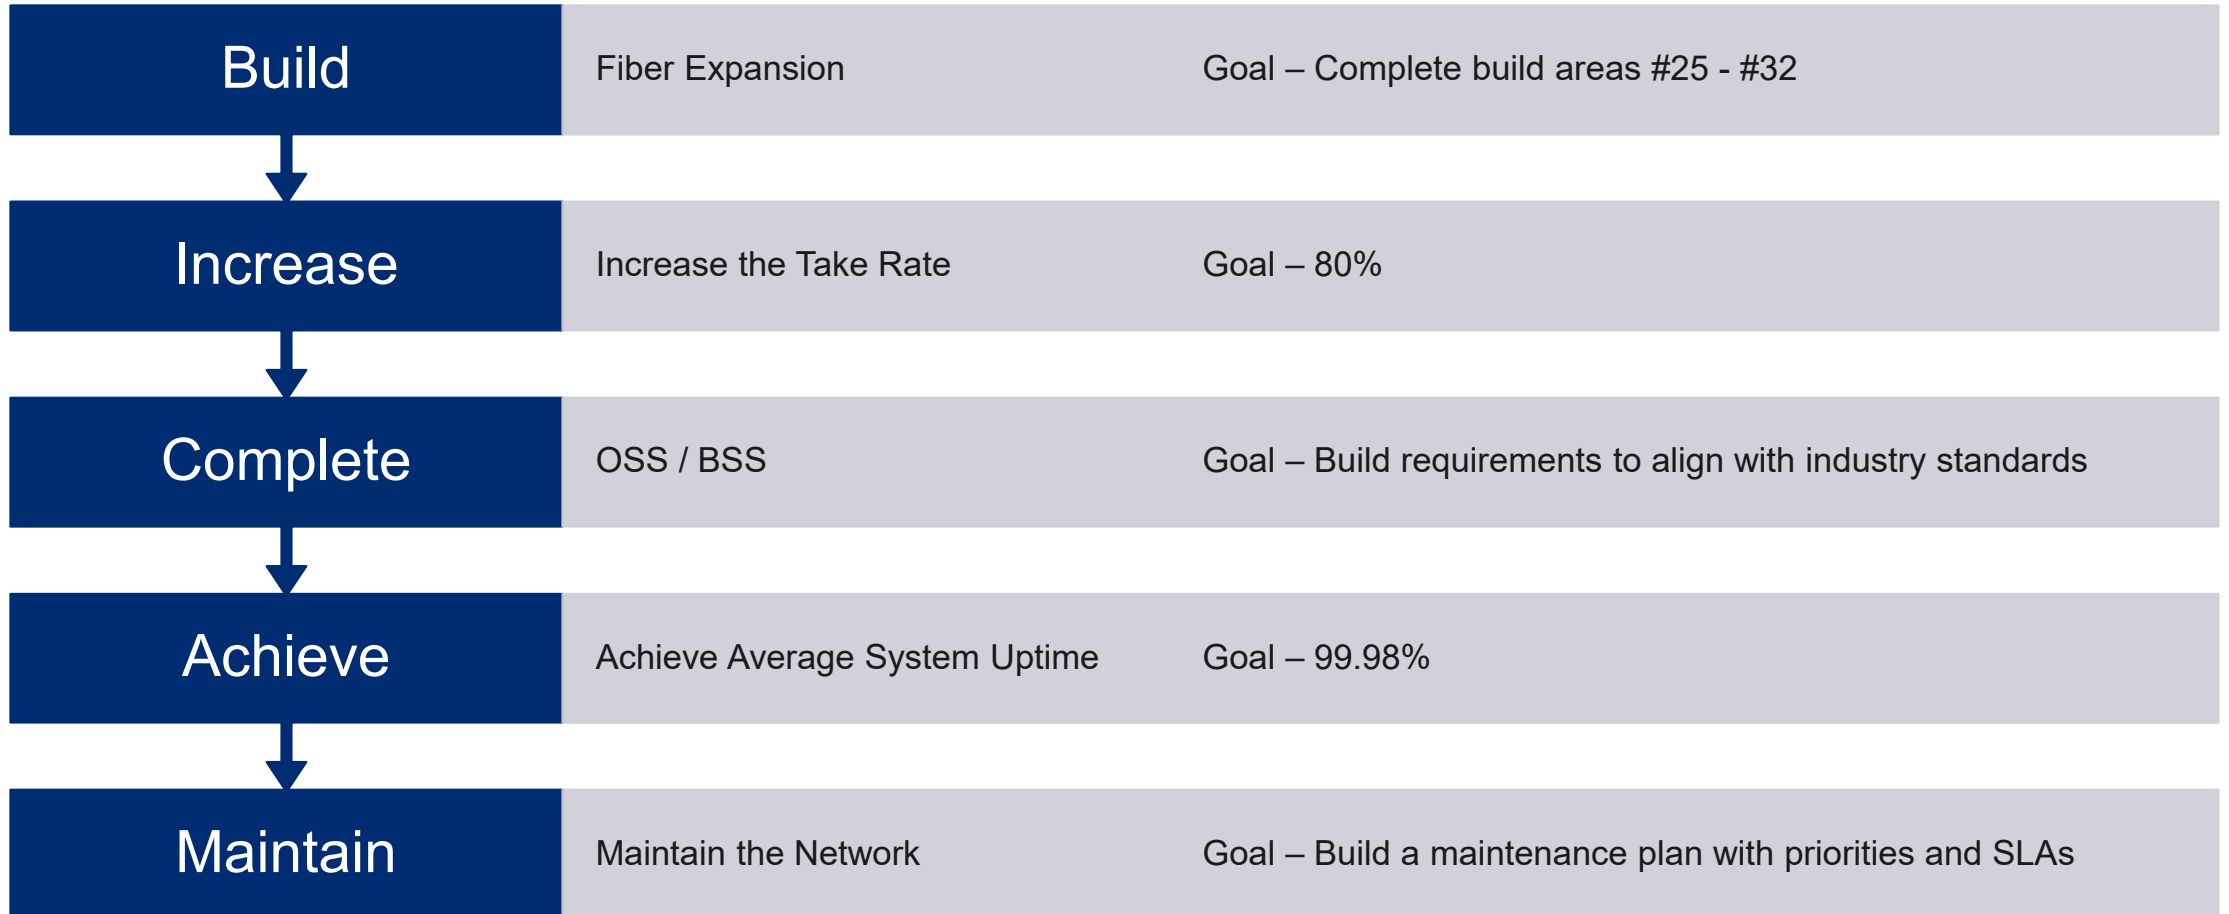 Build
Fiber Expansion
Goal – Complete build areas #25 - #32
Increase
Increase the Take Rate
Goal – 80%
Complete
OSS / BSS
Goal – Build requirements to align with industry standards
Achieve
Achieve Average System Uptime
Goal – 99.98%
Maintain
Maintain the Network
Goal – Build a maintenance plan with priorities and SLAs